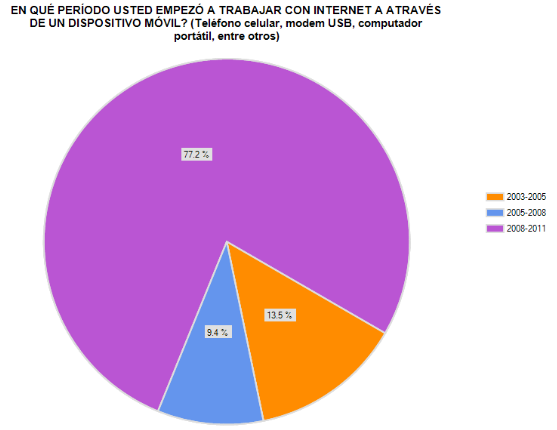 EN QUÉ PERÍODO USTED EMPEZÓ A TRABAJAR CON INTERNET A ATRAVÉS
DE UN DISPOSITIVO MÓVIL? (Teléfono celular, modem USB, computador
portátil, entre otros)
77.2 %
2003-2005
2005-2008
2008-2011
13.5 %
9.4 %